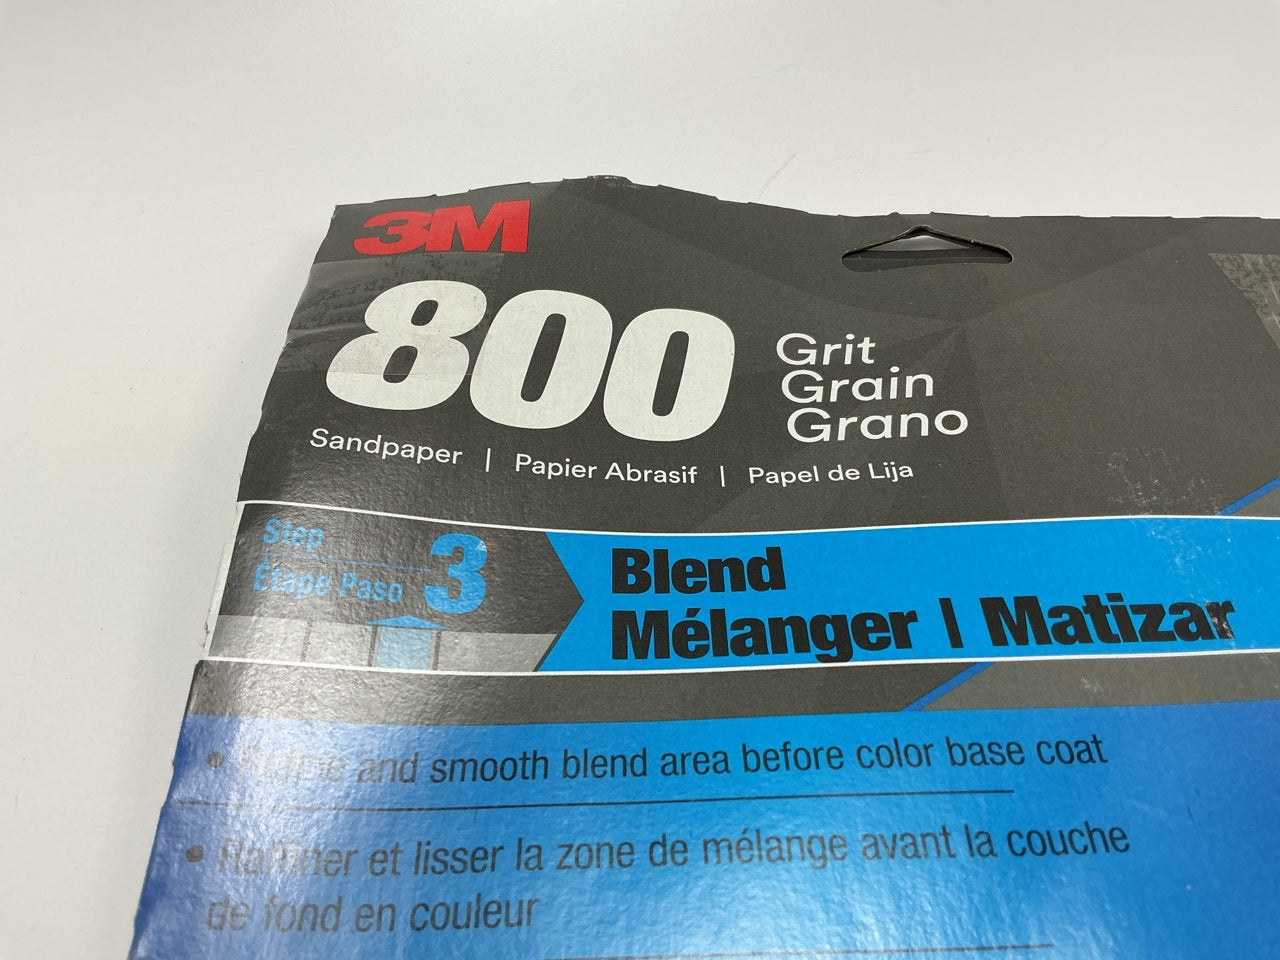 3M
800
Grit
Grain
Grano
Sandpaper | Papier Abrasif | Papel de Lija
Step
Étape Paso 3
Blend
Mélanger | Matizar
• Refine and smooth blend area before color base coat
• Raffiner et lisser la zone de mélange avant la couche
de fond en couleur